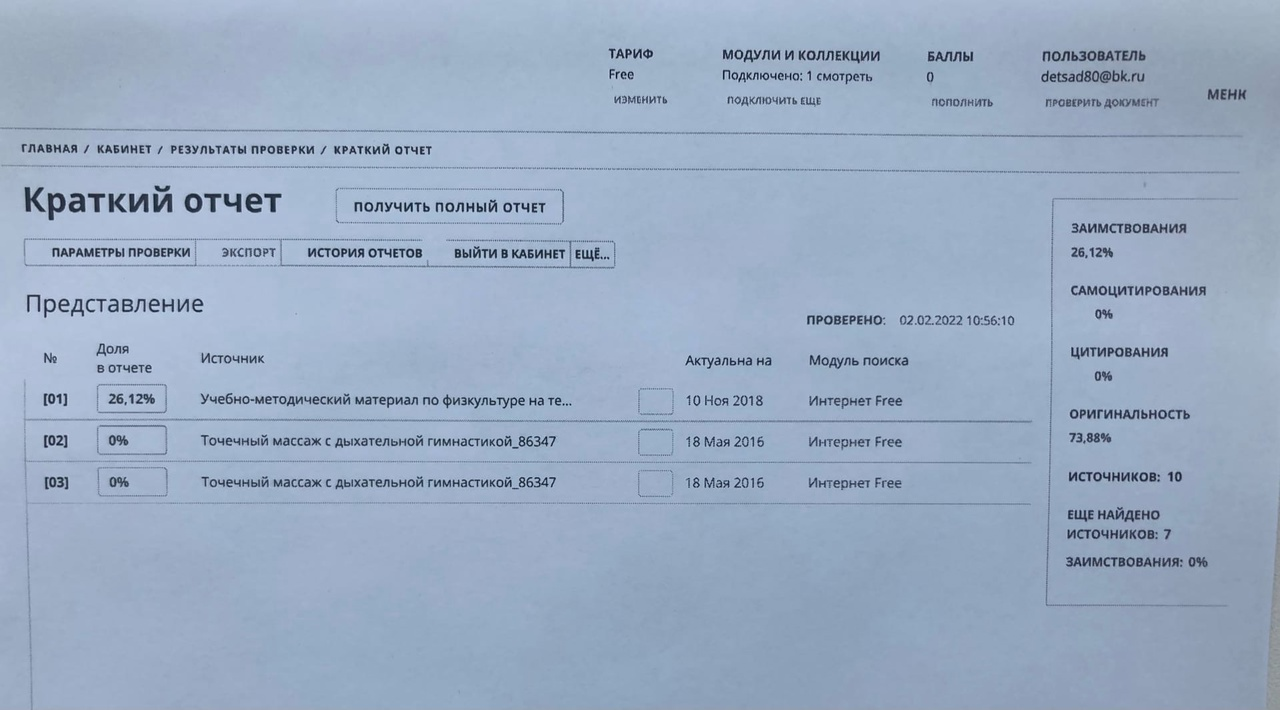 ТАРИФ МОДУЛИ И КОЛЛЕКЦИИ БАЛЛЫ ПОЛЬЗОВАТЕЛЬ
Free Подключено: 1 смотреть 0 detsad80@bk.ru
ИЗМЕНИТЬ ПОДКЛЮЧИТЬ ЕЩЕ ПОПОЛНИТЬ ПРОВЕРИТЬ ДОКУМЕНТ МЕНК
ГЛАВНАЯ / КАБИНЕТ / РЕЗУЛЬТАТЫ ПРОВЕРКИ / КРАТКИЙ ОТЧЕТ
Краткий отчет ПОЛУЧИТЬ ПОЛНЫЙ ОТЧЕТ
ПАРАМЕТРЫ ПРОВЕРКИ ЭКСПОРТ ИСТОРИЯ ОТЧЕТОВ ВЫЙТИ В КАБИНЕТ ЕЩЁ...
Представление
ПРОВЕРЕНО: 02.02.2022 10:56:10
№ Доля в отчете Источник Актуальна на Модуль поиска
[01] 26,12% Учебно-методический материал по физкультуре на те... 10 Ноя 2018 Интернет Free
[02] 0% Точечный массаж с дыхательной гимнастикой_86347 18 Мая 2016 Интернет Free
[03] 0% Точечный массаж с дыхательной гимнастикой_86347 18 Мая 2016 Интернет Free
ЗАИМСТВОВАНИЯ
26,12%
САМОЦИТИРОВАНИЯ
0%
ЦИТИРОВАНИЯ
0%
ОРИГИНАЛЬНОСТЬ
73,88%
ИСТОЧНИКОВ: 10
ЕЩЕ НАЙДЕНО
ИСТОЧНИКОВ: 7
ЗАИМСТВОВАНИЯ: 0%